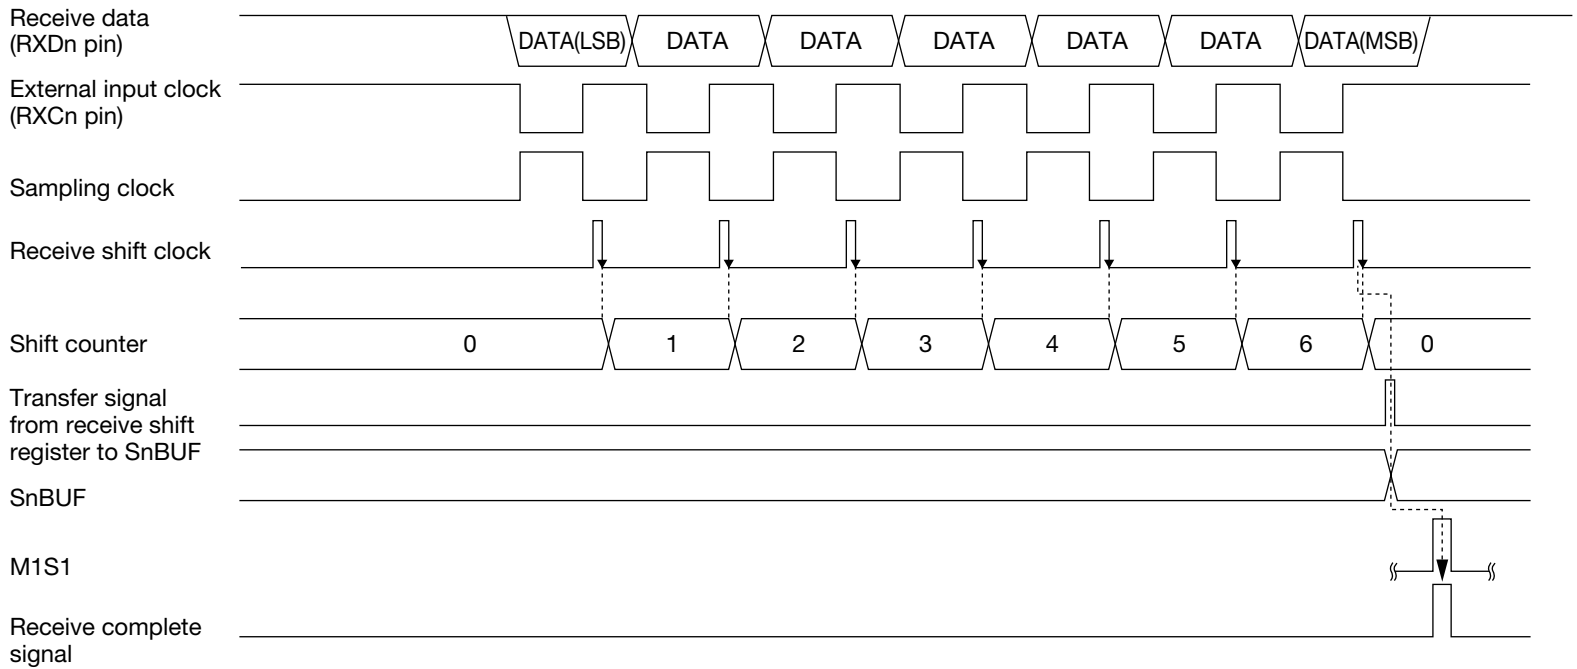 Receive data
(RXDn pin)
DATA(LSB) DATA DATA DATA DATA DATA DATA(MSB)
External input clock
(RXCn pin)
Sampling clock
Receive shift clock
Shift counter
0 1 2 3 4 5 6 0
Transfer signal
from receive shift
register to SnBUF
SnBUF
M1S1
Receive complete
signal